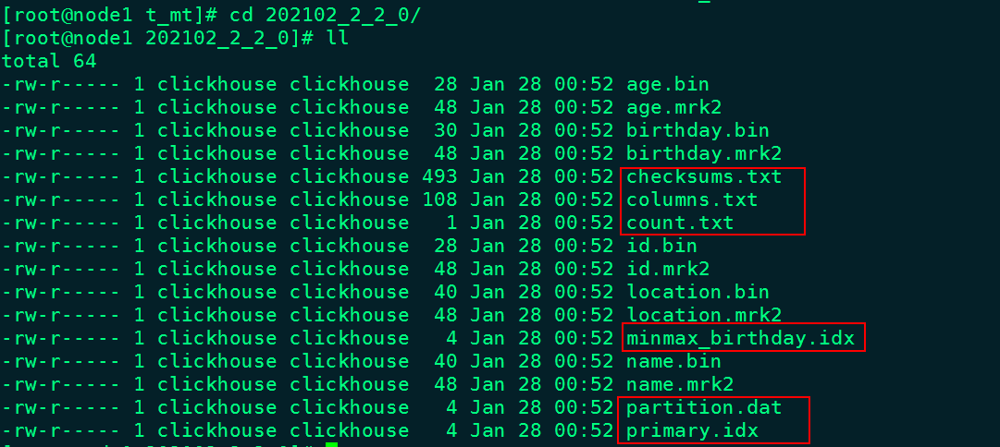 [root@node1 t_mt]# cd 202102_2_2_0/
[root@node1 202102_2_2_0]# ll
total 64
-rw-r----- 1 clickhouse clickhouse  28 Jan 28 00:52 age.bin
-rw-r----- 1 clickhouse clickhouse  48 Jan 28 00:52 age.mrk2
-rw-r----- 1 clickhouse clickhouse  30 Jan 28 00:52 birthday.bin
-rw-r----- 1 clickhouse clickhouse  48 Jan 28 00:52 birthday.mrk2
-rw-r----- 1 clickhouse clickhouse 493 Jan 28 00:52 checksums.txt
-rw-r----- 1 clickhouse clickhouse 108 Jan 28 00:52 columns.txt
-rw-r----- 1 clickhouse clickhouse   1 Jan 28 00:52 count.txt
-rw-r----- 1 clickhouse clickhouse  28 Jan 28 00:52 id.bin
-rw-r----- 1 clickhouse clickhouse  48 Jan 28 00:52 id.mrk2
-rw-r----- 1 clickhouse clickhouse  40 Jan 28 00:52 location.bin
-rw-r----- 1 clickhouse clickhouse  48 Jan 28 00:52 location.mrk2
-rw-r----- 1 clickhouse clickhouse   4 Jan 28 00:52 minmax_birthday.idx
-rw-r----- 1 clickhouse clickhouse  40 Jan 28 00:52 name.bin
-rw-r----- 1 clickhouse clickhouse  48 Jan 28 00:52 name.mrk2
-rw-r----- 1 clickhouse clickhouse   4 Jan 28 00:52 partition.dat
-rw-r----- 1 clickhouse clickhouse   4 Jan 28 00:52 primary.idx
[root@node1 202102_2_2_0]#